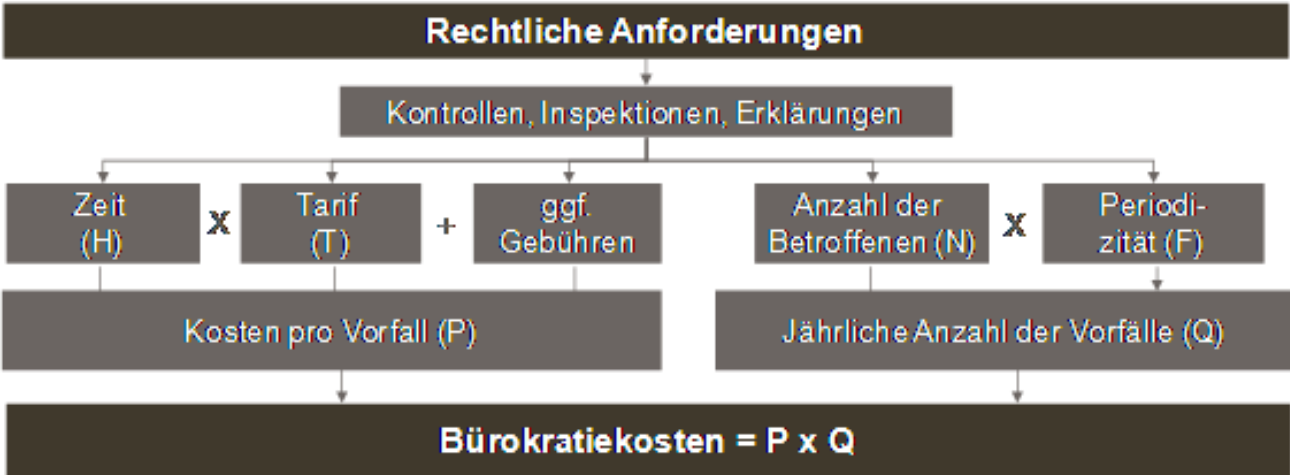 Rechtliche Anforderungen
Kontrollen, Inspektionen, Erklärungen
Zeit
(H)
X
Tarif
(T)
+
ggf.
Gebühren
Anzahl der
Betroffenen (N)
X
Periodi-
zität (F)
Kosten pro Vorfall (P)
Jährliche Anzahl der Vorfälle (Q)
Bürokratiekosten = P x Q